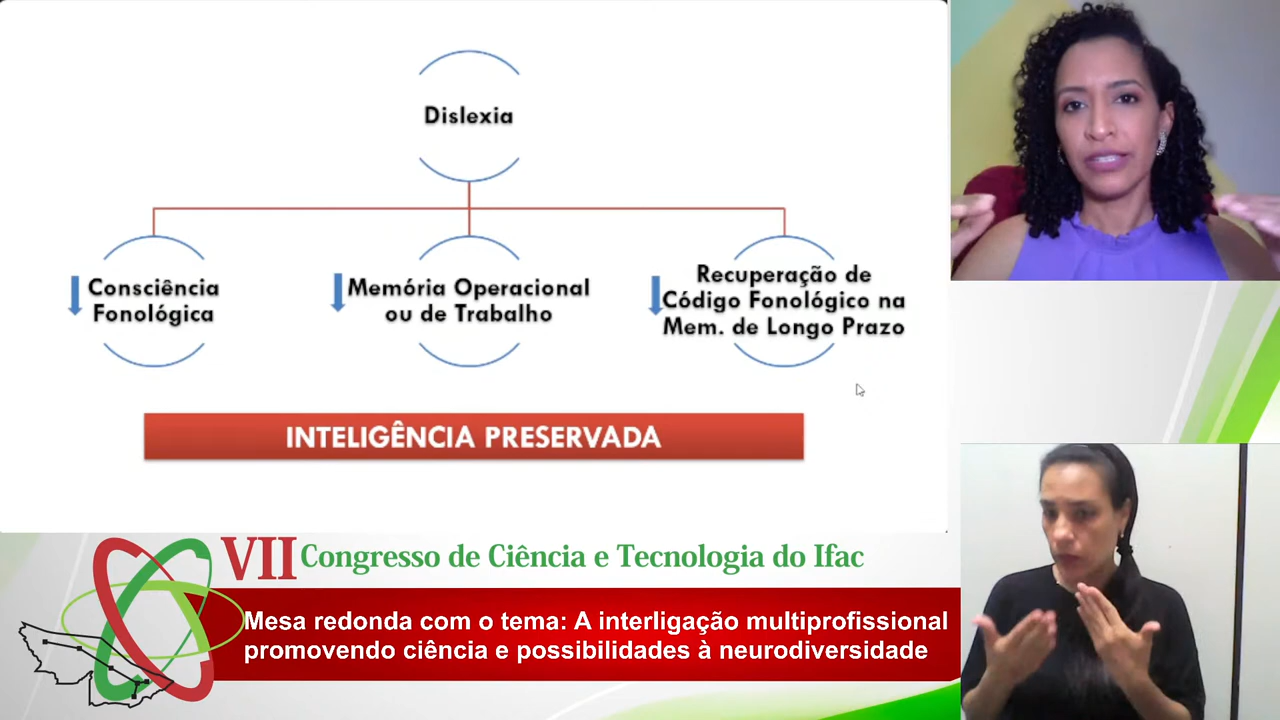 Dislexia
Consciência
Fonológica
Memória Operacional
ou de Trabalho
Recuperação de
Código Fonológico na
Mem. de Longo Prazo
INTELIGÊNCIA PRESERVADA
VII Congresso de Ciência e Tecnologia do Ifac
Mesa redonda com o tema: A interligação multiprofissional
promovendo ciência e possibilidades à neurodiversidade